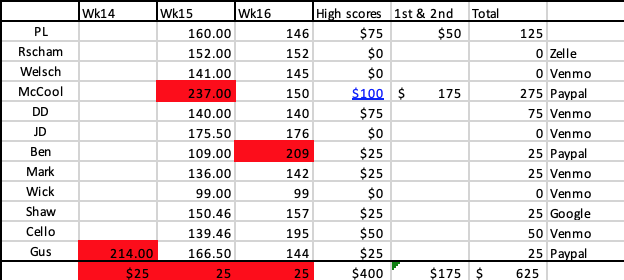 Wk14 Wk15 Wk16 High scores 1st & 2nd Total
PL 160.00 146 $75 $50 125
Rscham 152.00 152 $0 0 Zelle
Welsch 141.00 145 $0 0 Venmo
McCool 237.00 150 $100 $ 175 275 Paypal
DD 140.00 140 $75 75 Venmo
JD 175.50 176 $0 0 Venmo
Ben 109.00 209 $25 25 Paypal
Mark 136.00 142 $25 25 Venmo
Wick 99.00 99 $0 0 Venmo
Shaw 150.46 157 $25 25 Google
Cello 139.46 195 $50 50 Venmo
Gus 214.00 166.50 144 $25 25 Paypal
$25 25 25 $400 $175 $ 625